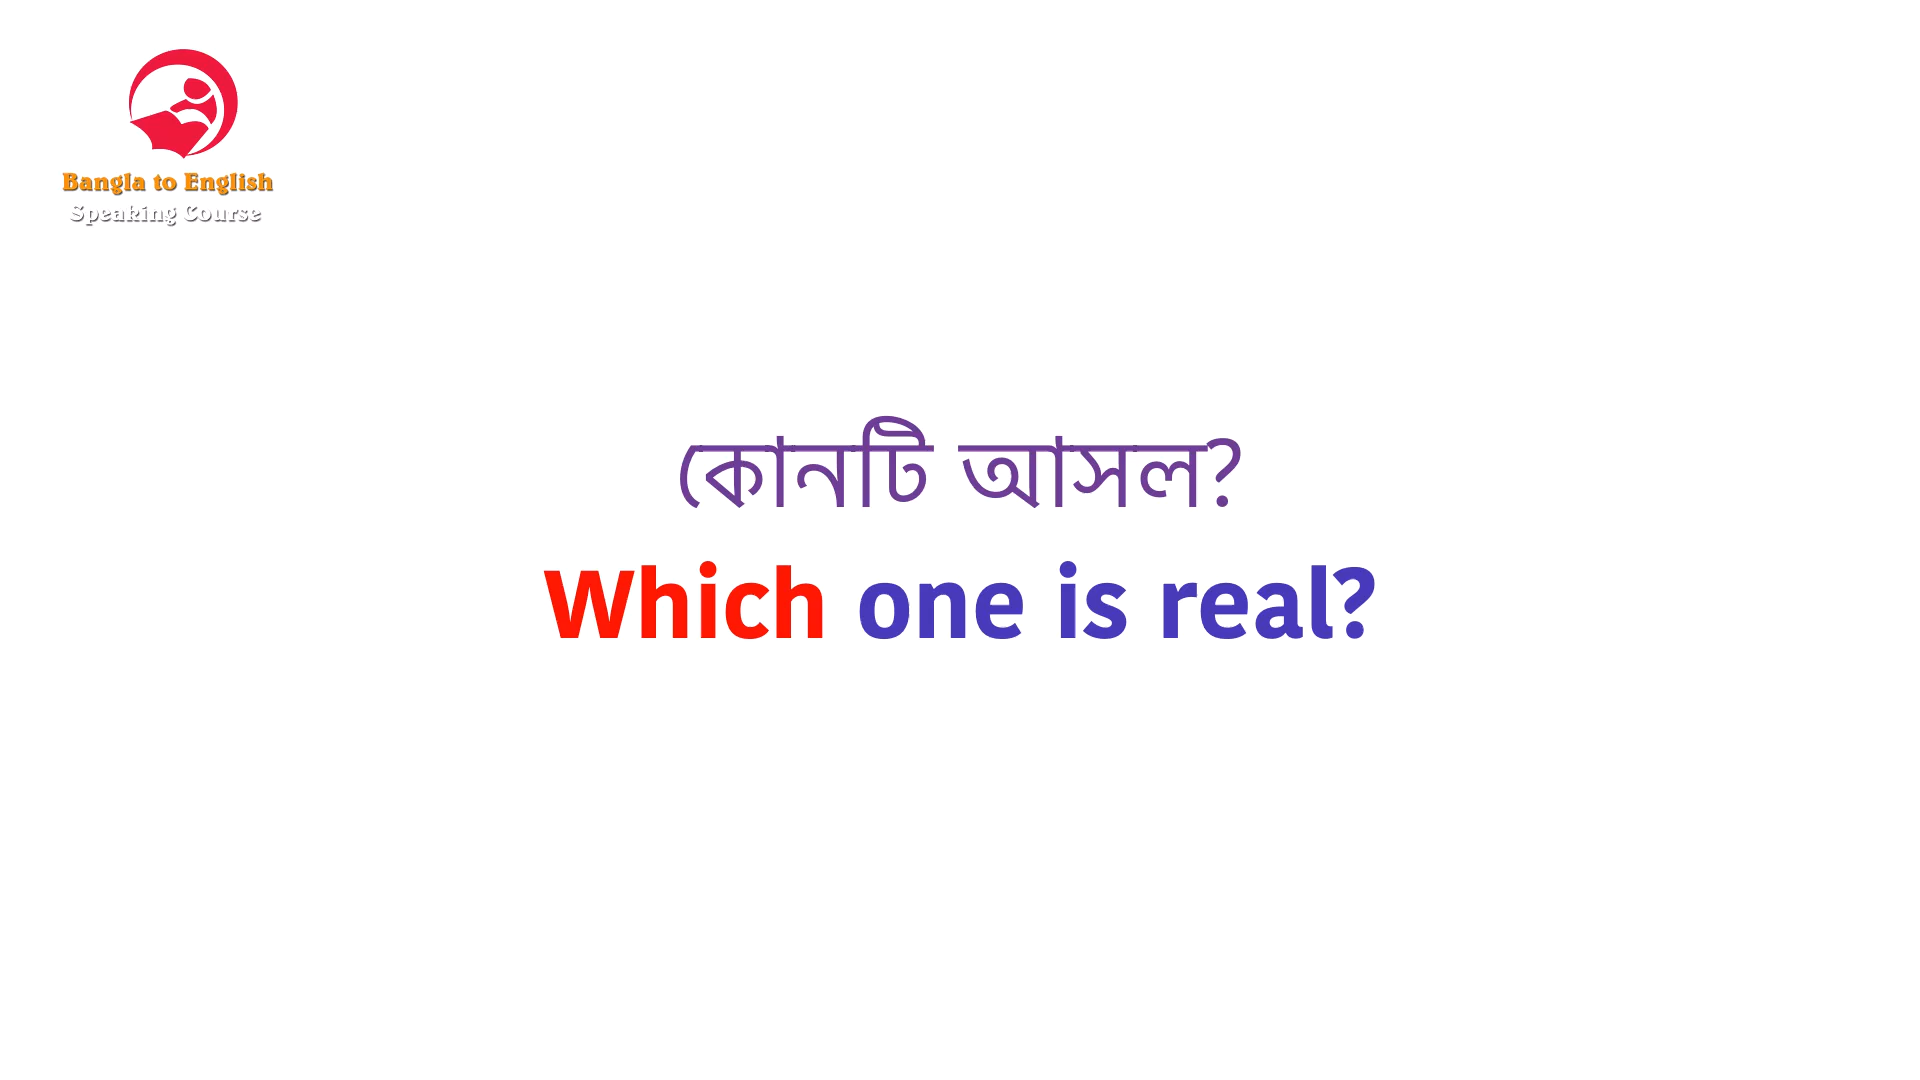 Bangla to English
Speaking Course
কোনটি আসল?
Which one is real?